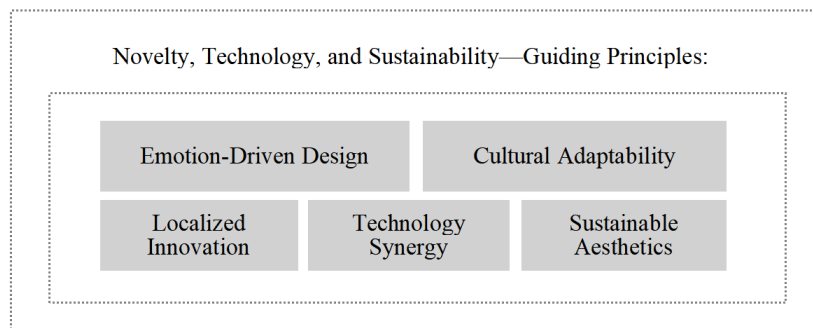 Novelty, Technology, and Sustainability—Guiding Principles:
Emotion-Driven Design
Cultural Adaptability
Localized
Innovation
Technology
Synergy
Sustainable
Aesthetics